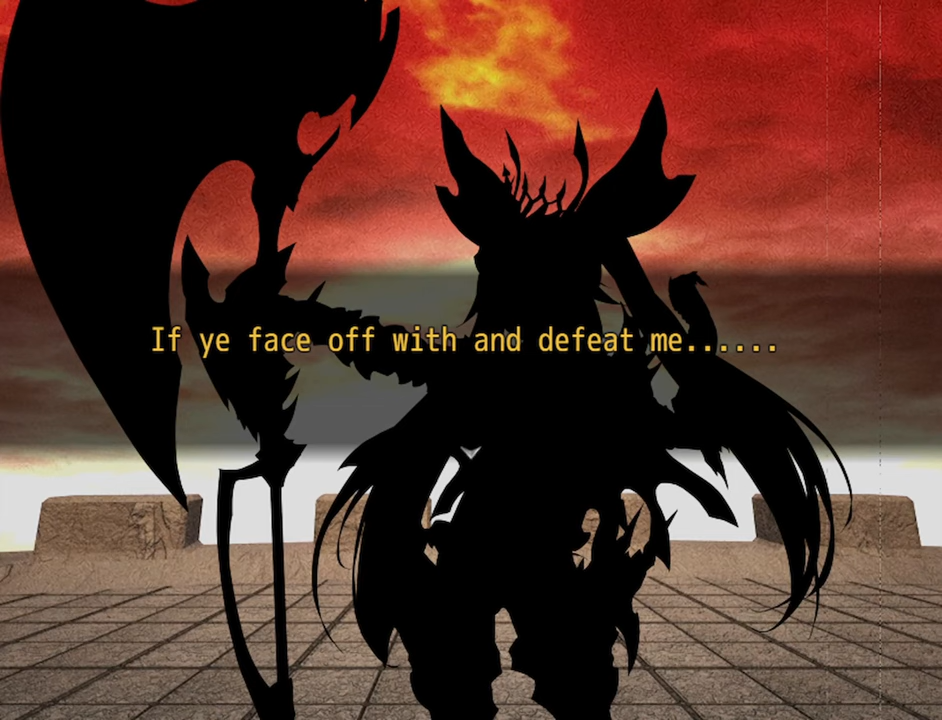 If ye face off with and defeat me......